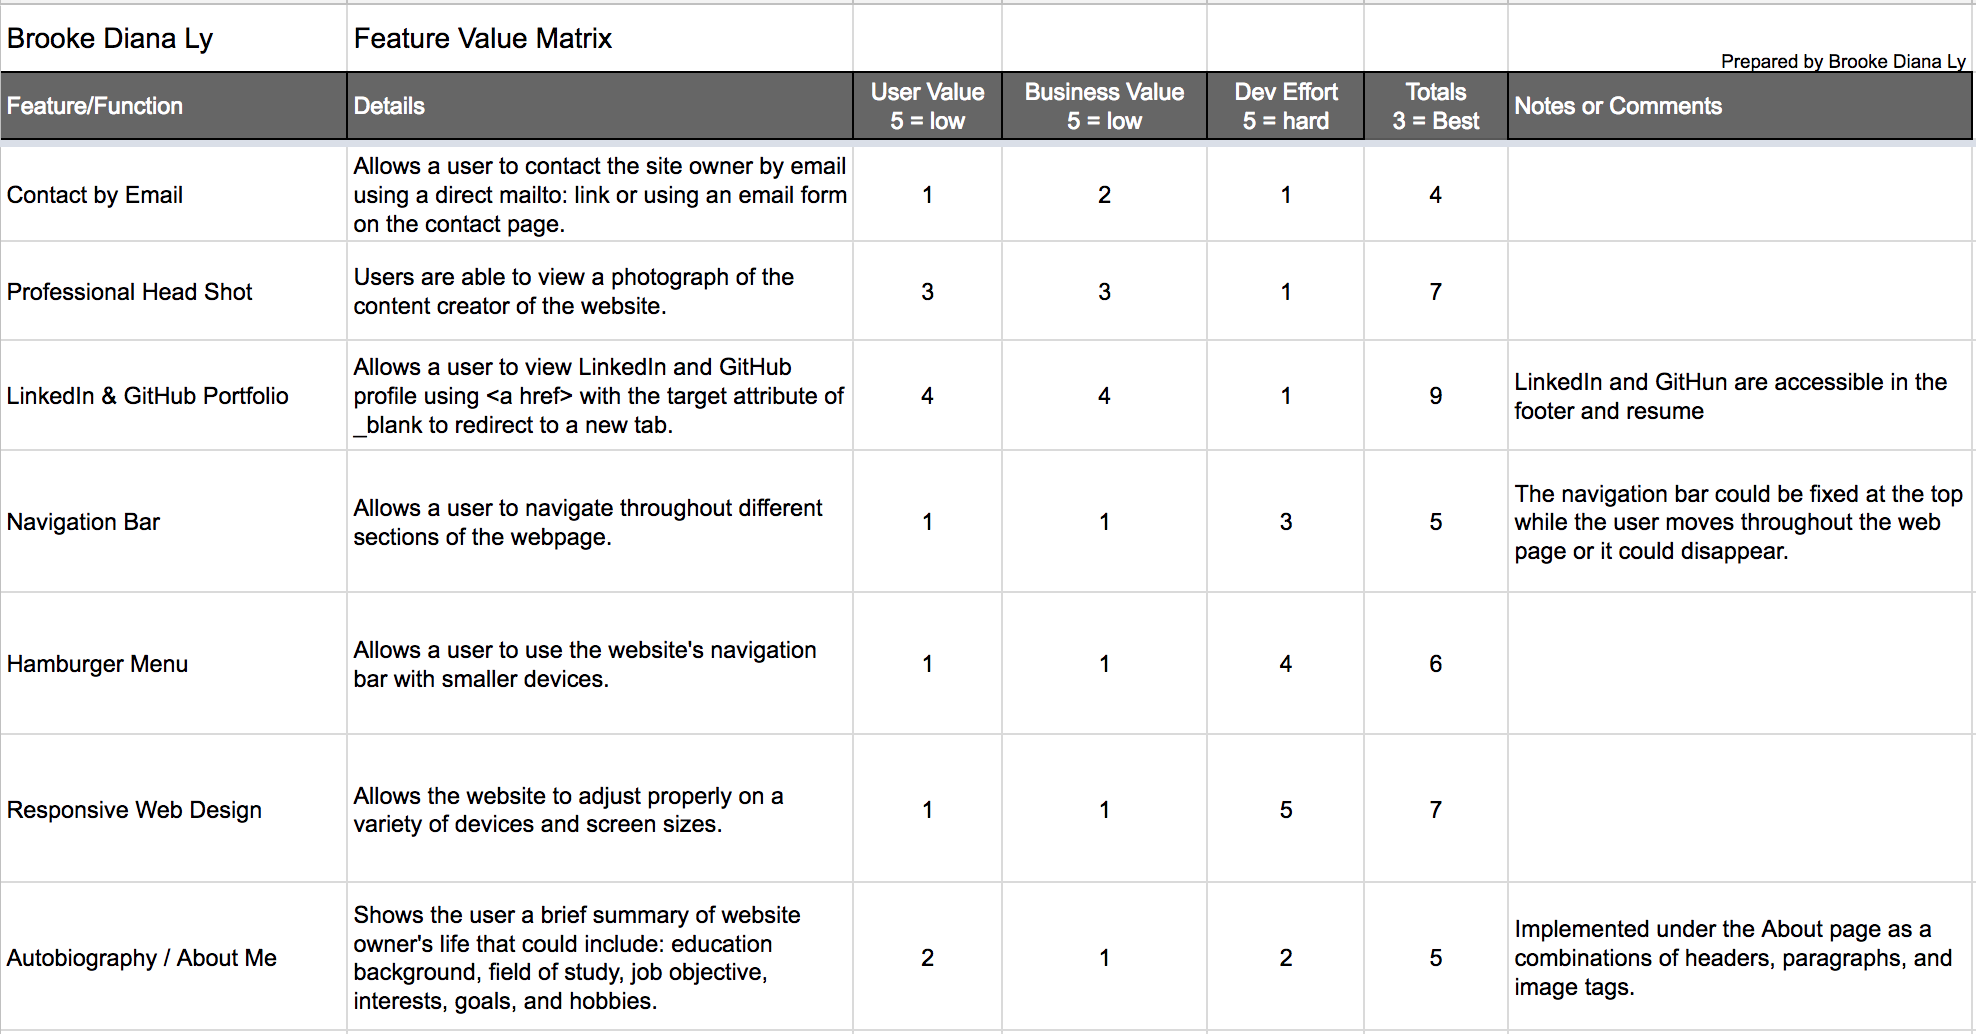 Brooke Diana Ly
Feature Value Matrix
Prepared by Brooke Diana Ly
Feature/Function
Details
User Value
5 = low
Business Value
5 = low
Dev Effort
5 = hard
Totals
3 = Best
Notes or Comments
Contact by Email
Allows a user to contact the site owner by email
using a direct mailto: link or using an email form
on the contact page.
1
2
1
4
Professional Head Shot
Users are able to view a photograph of the
content creator of the website.
3
3
1
7
LinkedIn & GitHub Portfolio
Allows a user to view LinkedIn and GitHub
profile using <a href> with the target attribute of
_blank to redirect to a new tab.
4
4
1
9
LinkedIn and GitHun are accessible in the
footer and resume
Navigation Bar
Allows a user to navigate throughout different
sections of the webpage.
1
1
3
5
The navigation bar could be fixed at the top
while the user moves throughout the web
page or it could disappear.
Hamburger Menu
Allows a user to use the website's navigation
bar with smaller devices.
1
1
4
6
Responsive Web Design
Allows the website to adjust properly on a
variety of devices and screen sizes.
1
1
5
7
Autobiography / About Me
Shows the user a brief summary of website
owner's life that could include: education
background, field of study, job objective,
interests, goals, and hobbies.
2
1
2
5
Implemented under the About page as a
combinations of headers, paragraphs, and
image tags.